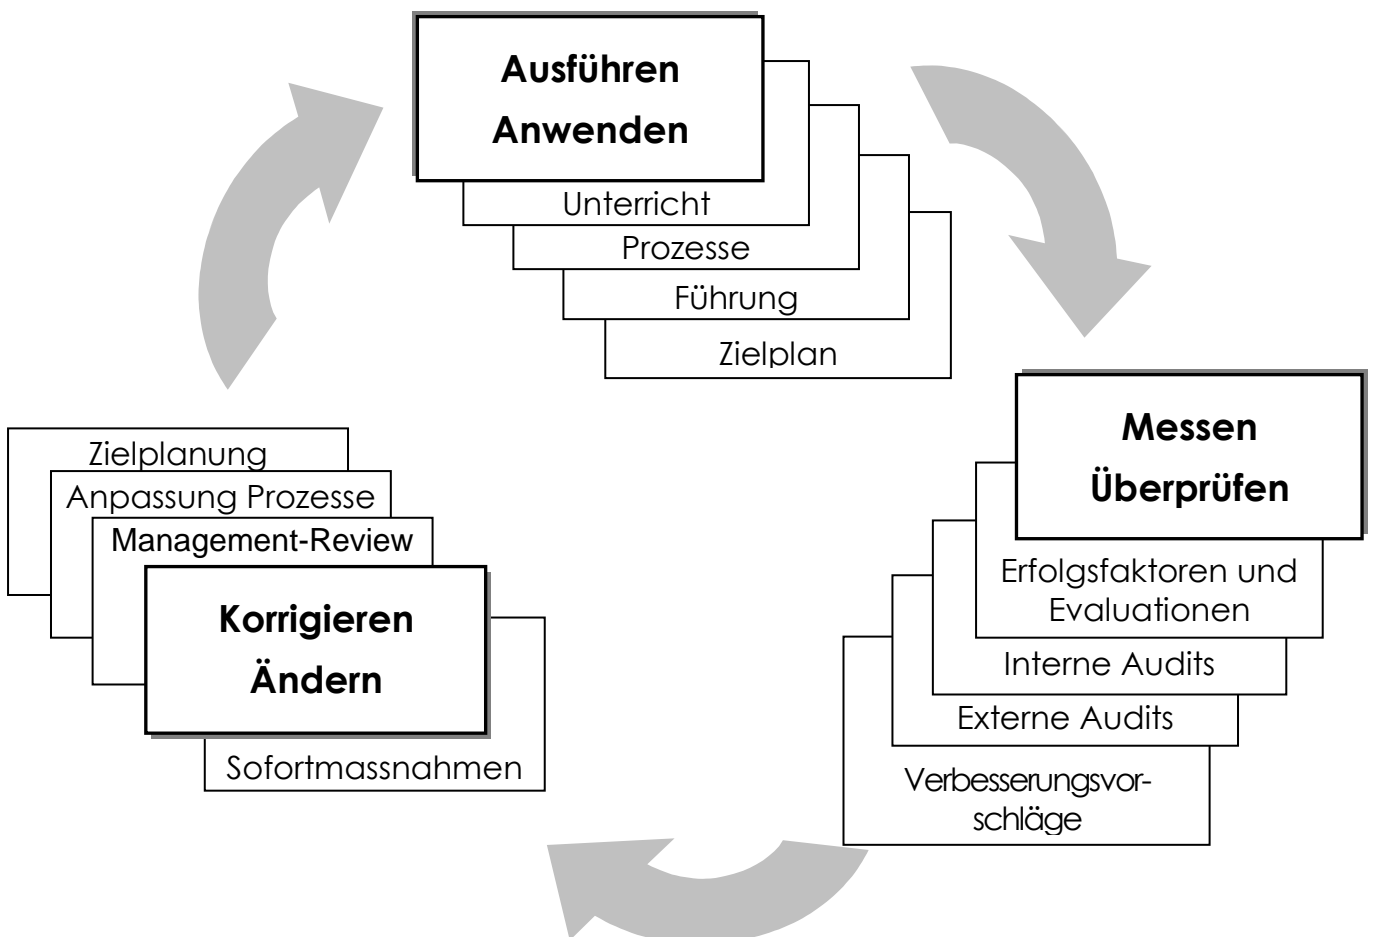 Ausführen
Anwenden
Unterricht
Prozesse
Führung
Zielplan
Messen
Überprüfen
Erfolgsfaktoren und
Evaluationen
Interne Audits
Externe Audits
Verbesserungsvor-
schläge
Zielplanung
Anpassung Prozesse
Management-Review
Korrigieren
Ändern
Sofortmassnahmen